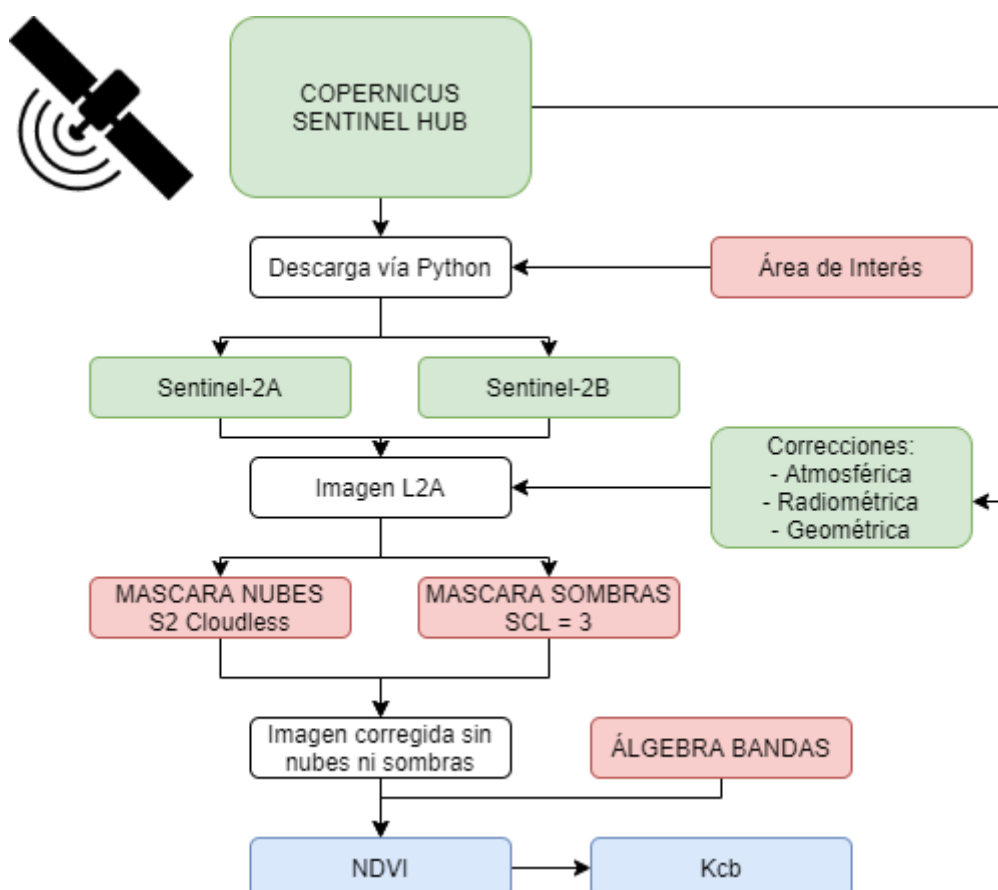 COPERNICUS
SENTINEL HUB
Descarga vía Python
Área de Interés
Sentinel-2A
Sentinel-2B
Correcciones:
- Atmosférica
- Radiométrica
- Geométrica
Imagen L2A
MASCARA NUBES
S2 Cloudless
MASCARA SOMBRAS
SCL = 3
Imagen corregida sin
nubes ni sombras
ÁLGEBRA BANDAS
NDVI
Kcb